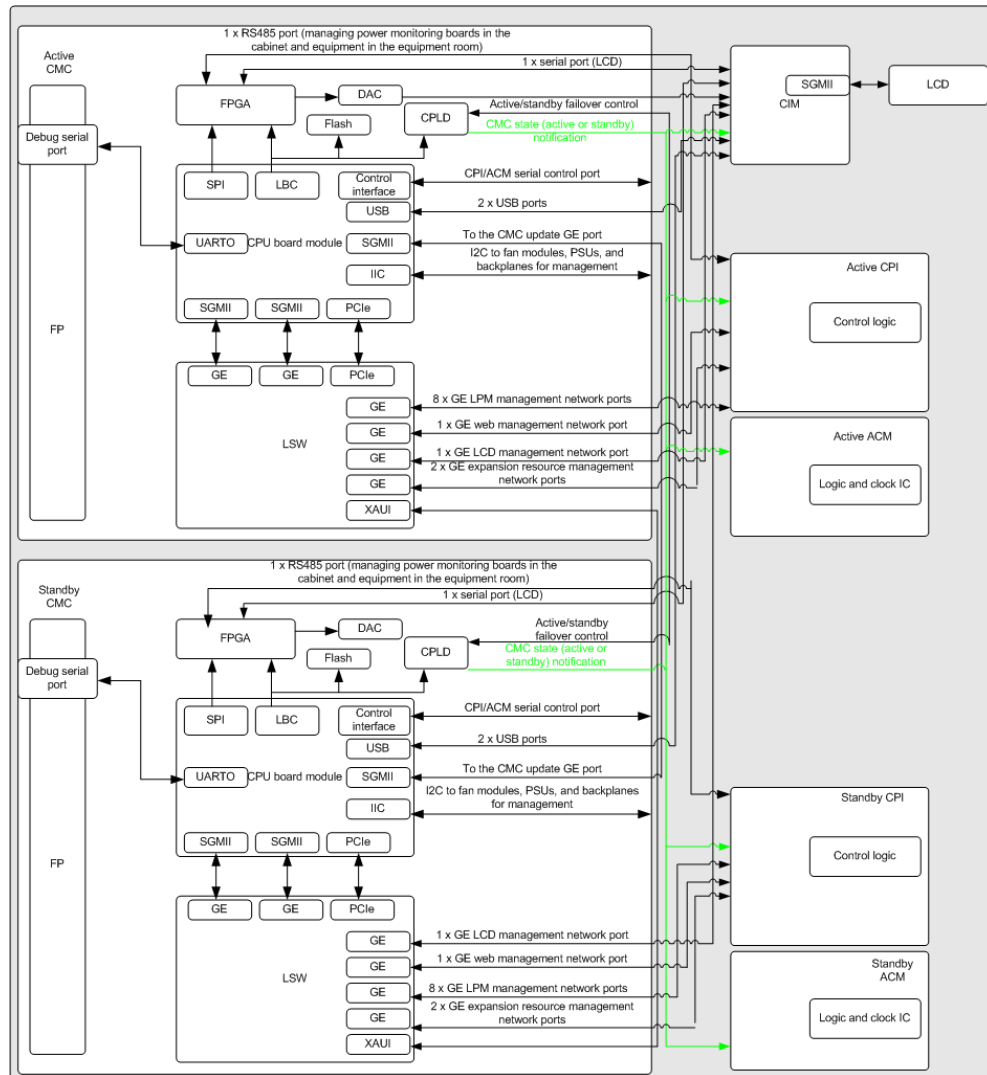 1 x RS485 port (managing power monitoring boards in the
cabinet and equipment in the equipment room)
Active
CMC
1 x serial port (LCD)
FPGA
DAC
SGMII
CIM
LCD
Active/standby failover control
Flash
CPLD
CMC state (active or standby)
notification
Debug serial
port
SPI
LBC
Control
interface
CPI/ACM serial control port
USB
2 x USB ports
UARTO
CPU board module
SGMII
To the CMC update GE port
I2C to fan modules, PSUs, and
backplanes for management
IIC
Active CPI
SGMII
SGMII
PCIe
Control logic
FP
GE
GE
PCIe
GE
8 x GE LPM management network ports
GE
1 x GE web management network port
LSW
Active ACM
GE
1 x GE LCD management network port
2 x GE expansion resource management
network ports
GE
Logic and clock IC
XAUI
1 x RS485 port (managing power monitoring boards in the
cabinet and equipment in the equipment room)
Standby
CMC
1 x serial port (LCD)
FPGA
DAC
Active/standby
failover control
Flash
CPLD
CMC state (active or
standby) notification
Debug serial
port
SPI
LBC
Control
interface
CPI/ACM serial control port
USB
2 x USB ports
UARTO
CPU board module
SGMII
To the CMC update GE port
I2C to fan modules, PSUs, and backplanes
for management
IIC
Standby CPI
SGMII
SGMII
PCIe
Control logic
FP
GE
GE
PCIe
GE
1 x GE LCD management network port
GE
1 x GE web management network port
LSW
Standby
ACM
GE
8 x GE LPM management network ports
2 x GE expansion resource management
network ports
GE
Logic and clock IC
XAUI